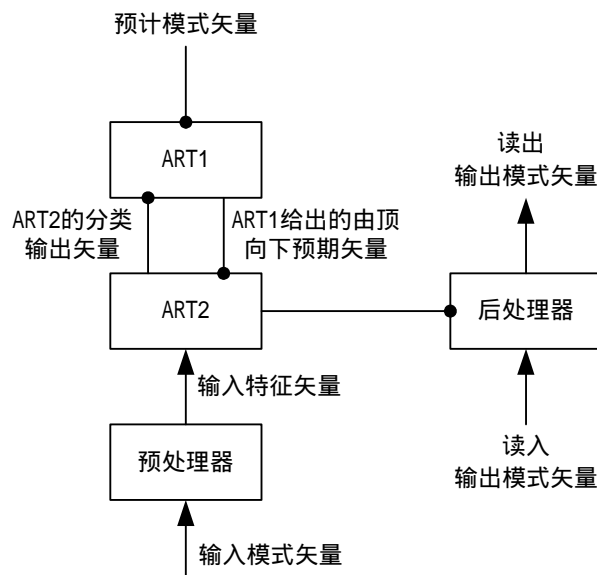 预计模式矢量
ART1
读出
输出模式矢量
ART2的分类
输出矢量
ART1给出的由顶
向下预期矢量
ART2
后处理器
输入特征矢量
预处理器
读入
输出模式矢量
输入模式矢量